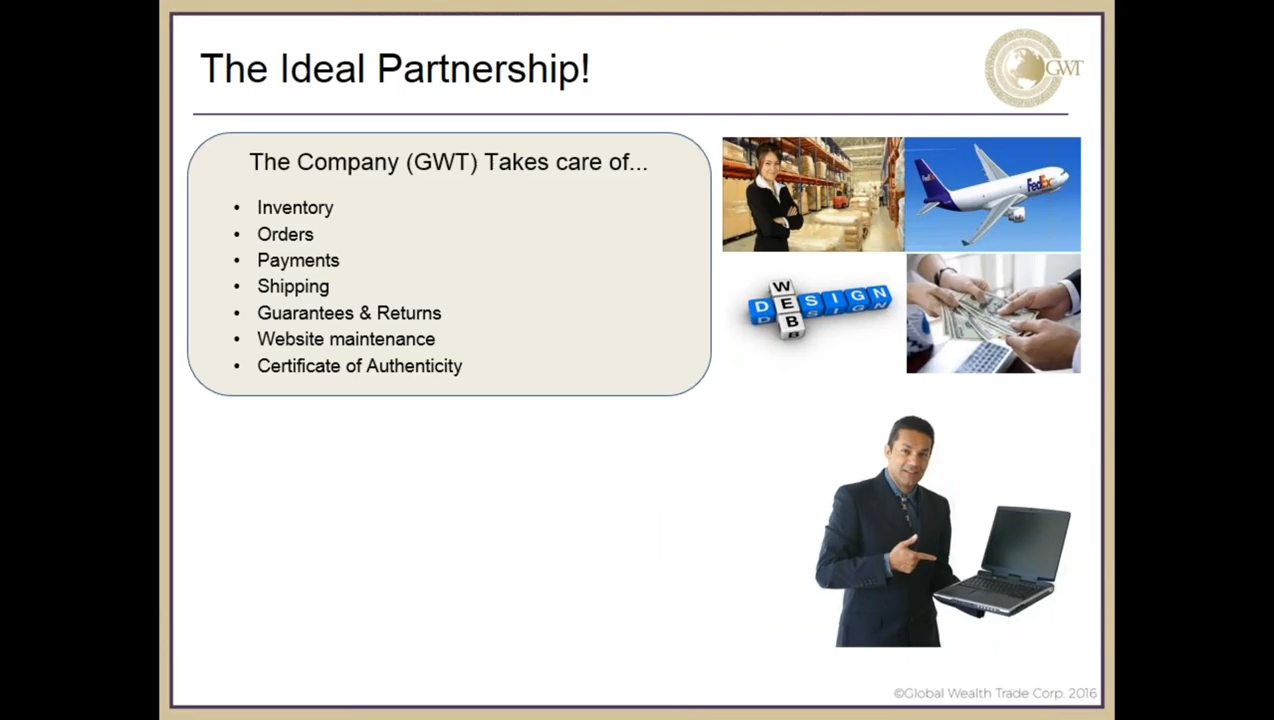 The Ideal Partnership!
GWT
The Company (GWT) Takes care of...
• Inventory
• Orders
• Payments
• Shipping
• Guarantees & Returns
• Website maintenance
• Certificate of Authenticity
FedEx
FedEx
WEB
DESIGN
©Global Wealth Trade Corp. 2016